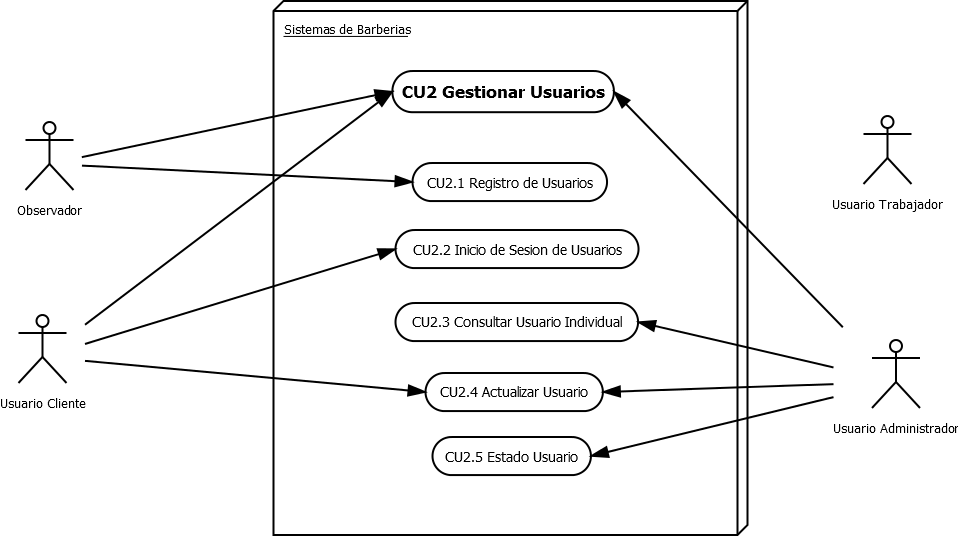 Sistemas de Barberias
CU2 Gestionar Usuarios
CU2.1 Registro de Usuarios
Observador
Usuario Trabajador
CU2.2 Inicio de Sesion de Usuarios
CU2.3 Consultar Usuario Individual
CU2.4 Actualizar Usuario
Usuario Cliente
Usuario Administrador
CU2.5 Estado Usuario